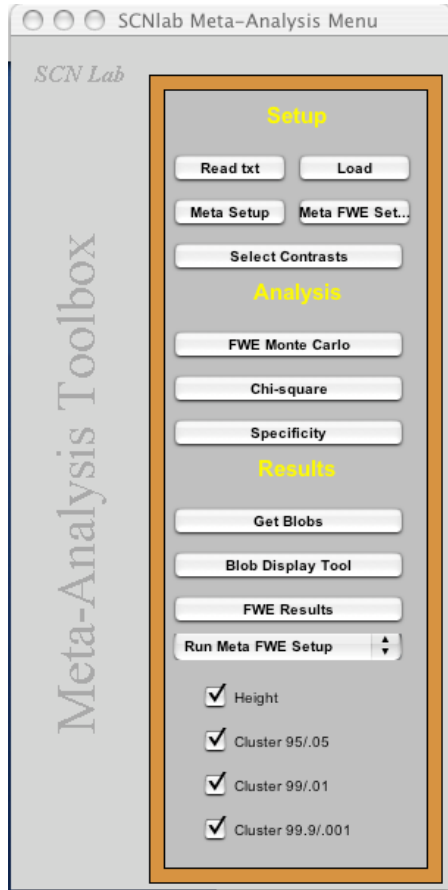 SCNlab Meta-Analysis Menu
SCN Lab
Meta-Analysis Toolbox
Setup
Read txt
Load
Meta Setup
Meta FWE Set...
Select Contrasts
Analysis
FWE Monte Carlo
Chi-square
Specificity
Results
Get Blobs
Blob Display Tool
FWE Results
Run Meta FWE Setup
Height
Cluster 95/.05
Cluster 99/.01
Cluster 99.9/.001